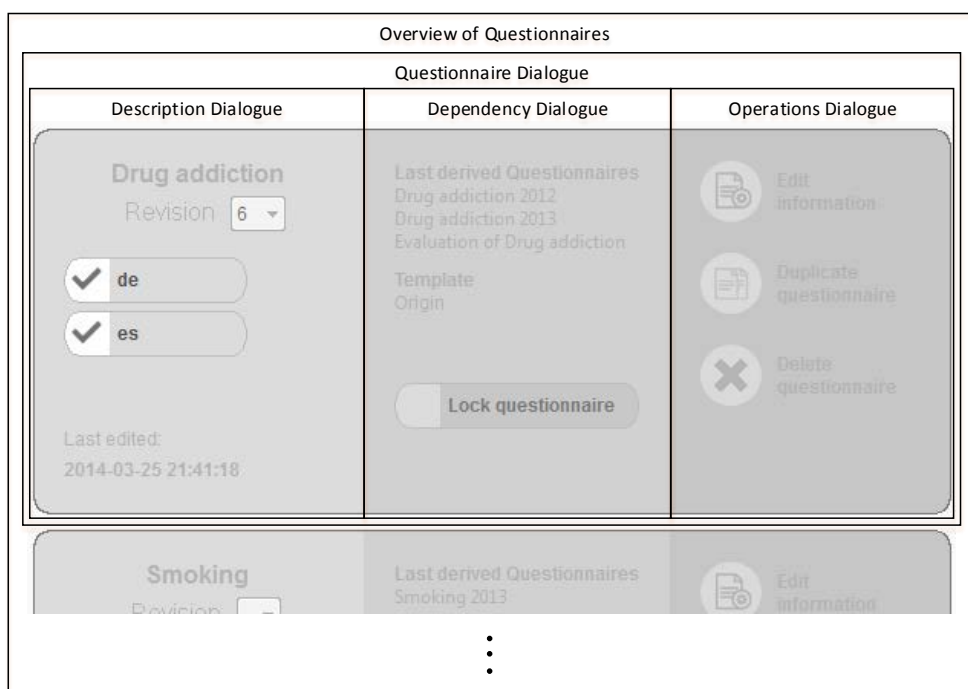 Overview of Questionnaires
Questionnaire Dialogue
Description Dialogue
Dependency Dialogue
Operations Dialogue
Drug addiction
Revision 6
de
es
Last edited:
2014-03-25 21:41:18
Last derived Questionnaires
Drug addiction 2012
Drug addiction 2013
Evaluation of Drug addiction
Template
Origin
Lock questionnaire
Edit
information
Duplicate
questionnaire
Delete
questionnaire
Smoking
Revision
Last derived Questionnaires
Smoking 2013
Edit
information